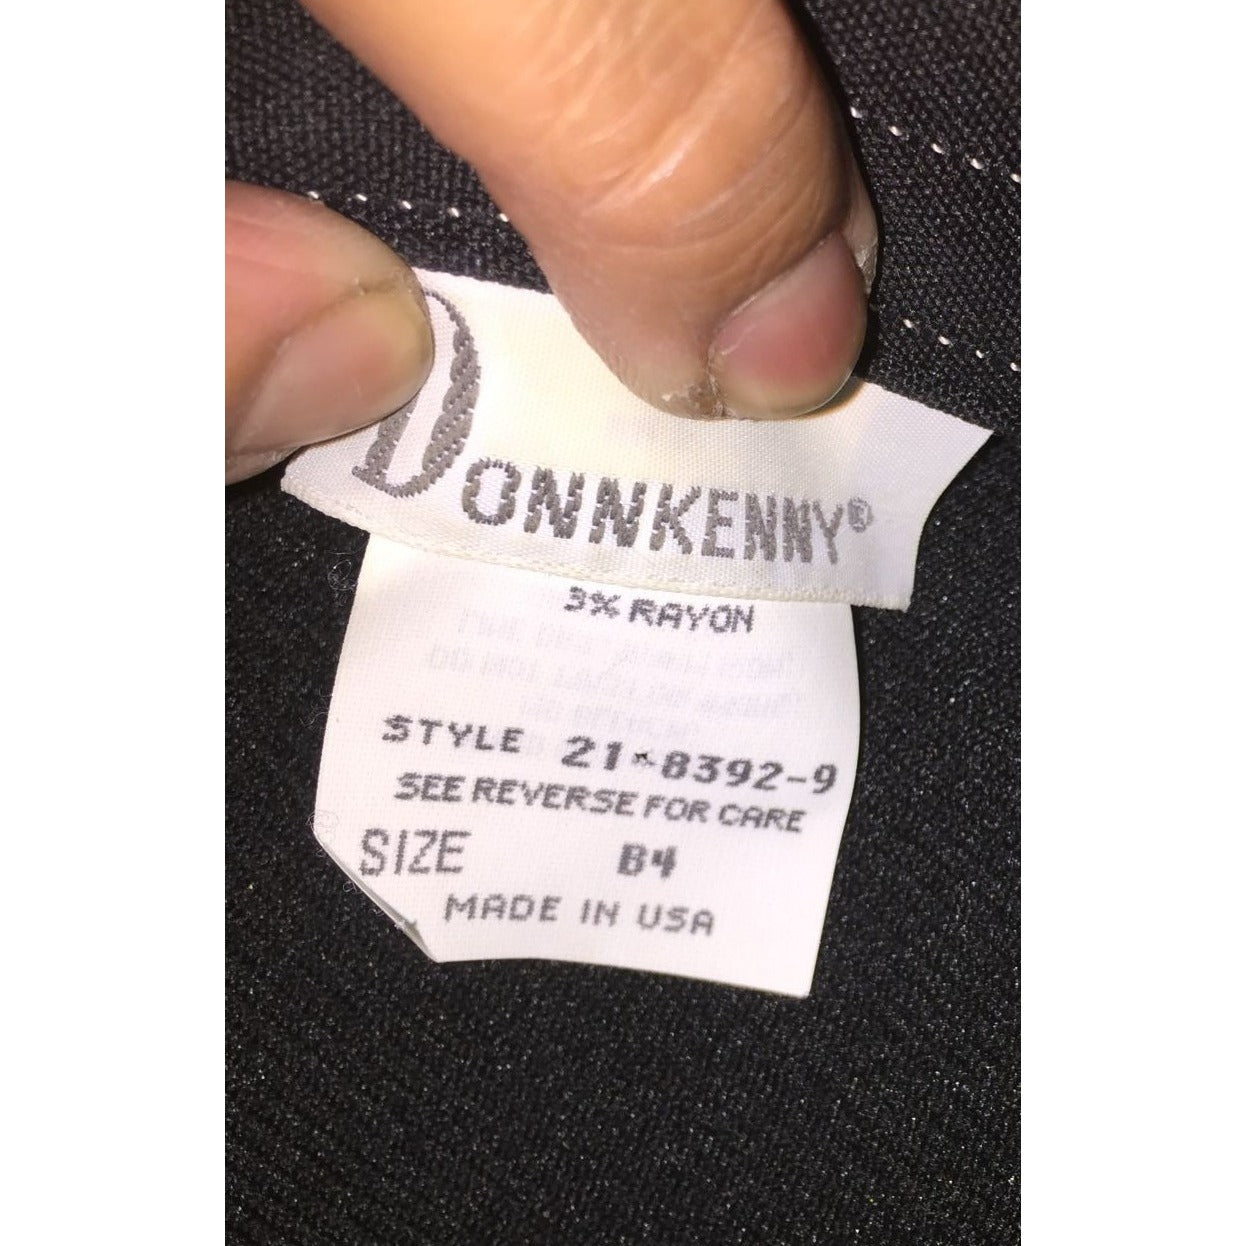 DONNKENNY®
3% RAYON
STYLE 21-8392-9
SEE REVERSE FOR CARE
SIZE B4
MADE IN USA